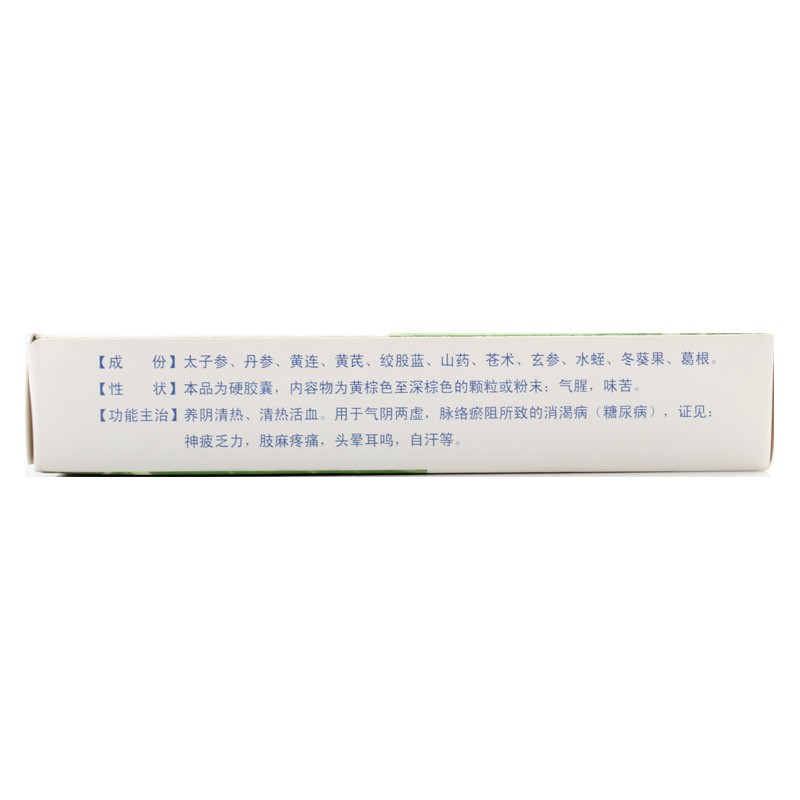 【成　份】太子参、丹参、黄连、黄芪、绞股蓝、山药、苍术、玄参、水蛭、冬葵果、葛根。
【性　状】本品为硬胶囊，内容物为黄棕色至深棕色的颗粒或粉末；气腥，味苦。
【功能主治】养阴清热、清热活血。用于气阴两虚，脉络瘀阻所致的消渴病（糖尿病），证见：
神疲乏力，肢麻疼痛，头晕耳鸣，自汗等。